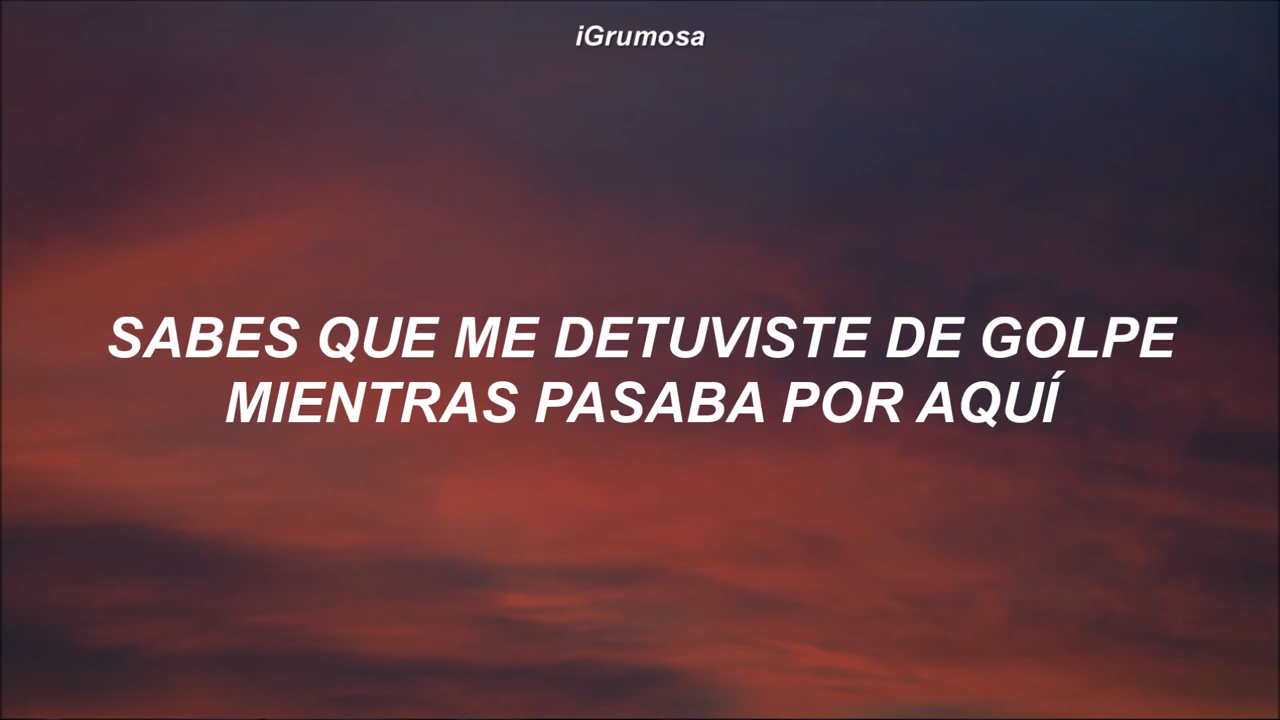 iGrumosa
SABES QUE ME DETUVISTE DE GOLPE
MIENTRAS PASABA POR AQUÍ